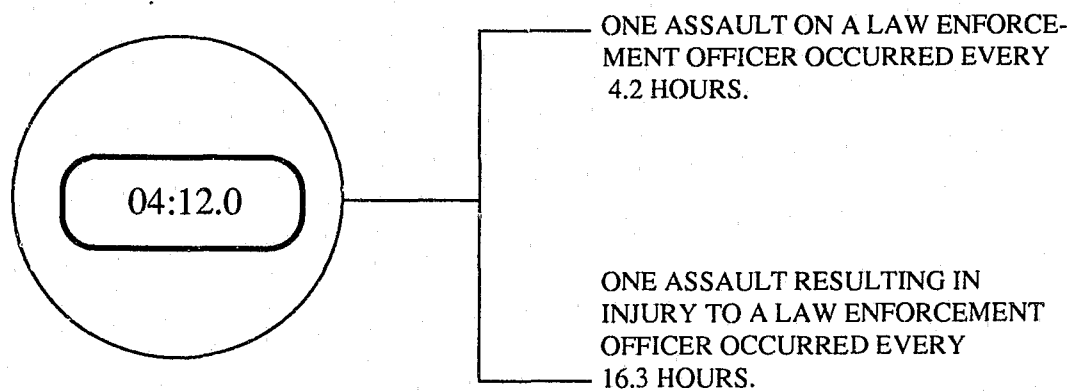 ONE ASSAULT ON A LAW ENFORCE-
MENT OFFICER OCCURRED EVERY
4.2 HOURS.
04:12.0
ONE ASSAULT RESULTING IN
INJURY TO A LAW ENFORCEMENT
OFFICER OCCURRED EVERY
16.3 HOURS.